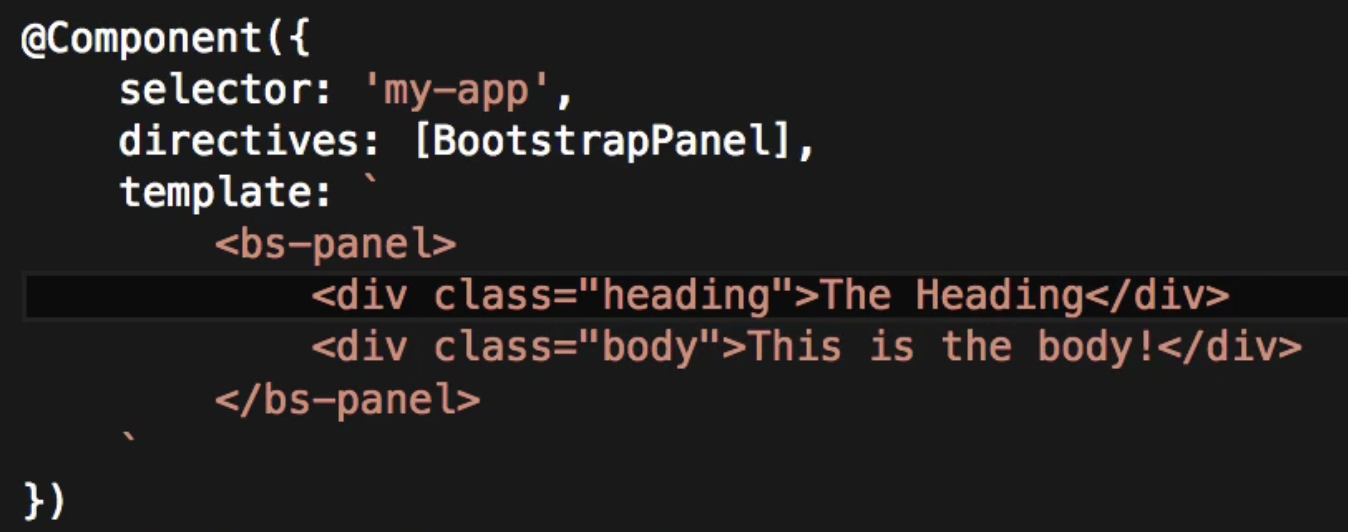 @Component({
    selector: 'my-app',
    directives: [BootstrapPanel],
    template: `
        <bs-panel>
            <div class="heading">The Heading</div>
            <div class="body">This is the body!</div>
        </bs-panel>
    `
})